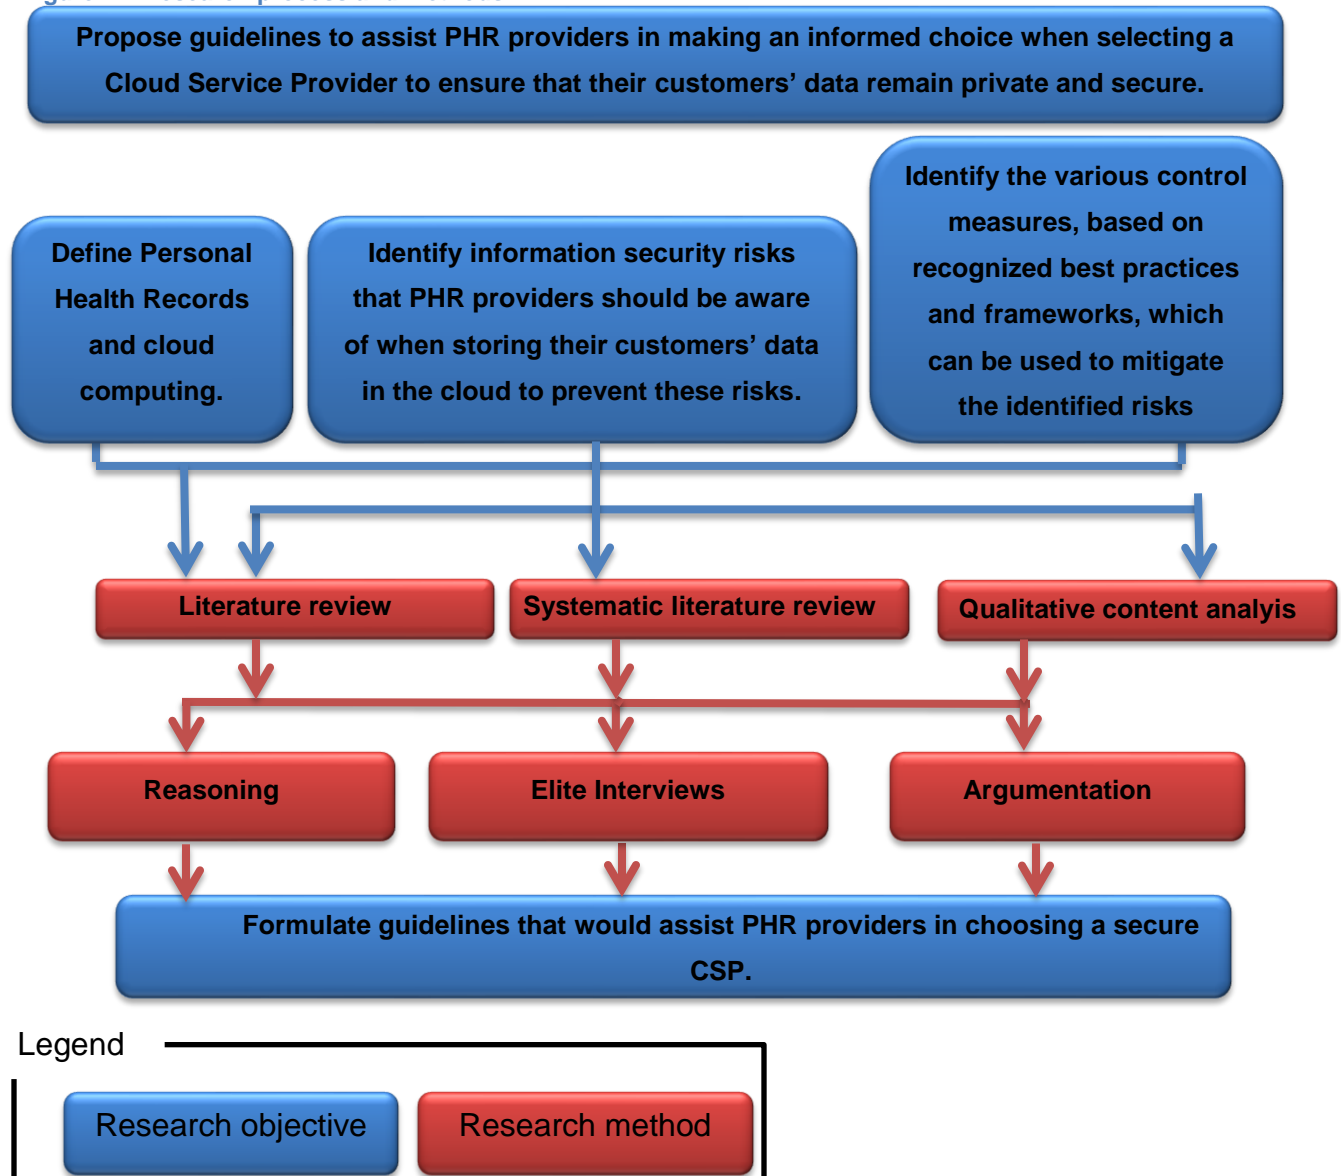 Propose guidelines to assist PHR providers in making an informed choice when selecting a
Cloud Service Provider to ensure that their customers’ data remain private and secure.
Define Personal
Health Records
and cloud
computing.
Identify information security risks
that PHR providers should be aware
of when storing their customers’ data
in the cloud to prevent these risks.
Identify the various control
measures, based on
recognized best practices
and frameworks, which
can be used to mitigate
the identified risks
Literature review
Systematic literature review
Qualitative content analyis
Reasoning
Elite Interviews
Argumentation
Formulate guidelines that would assist PHR providers in choosing a secure
CSP.
Legend
Research objective
Research method